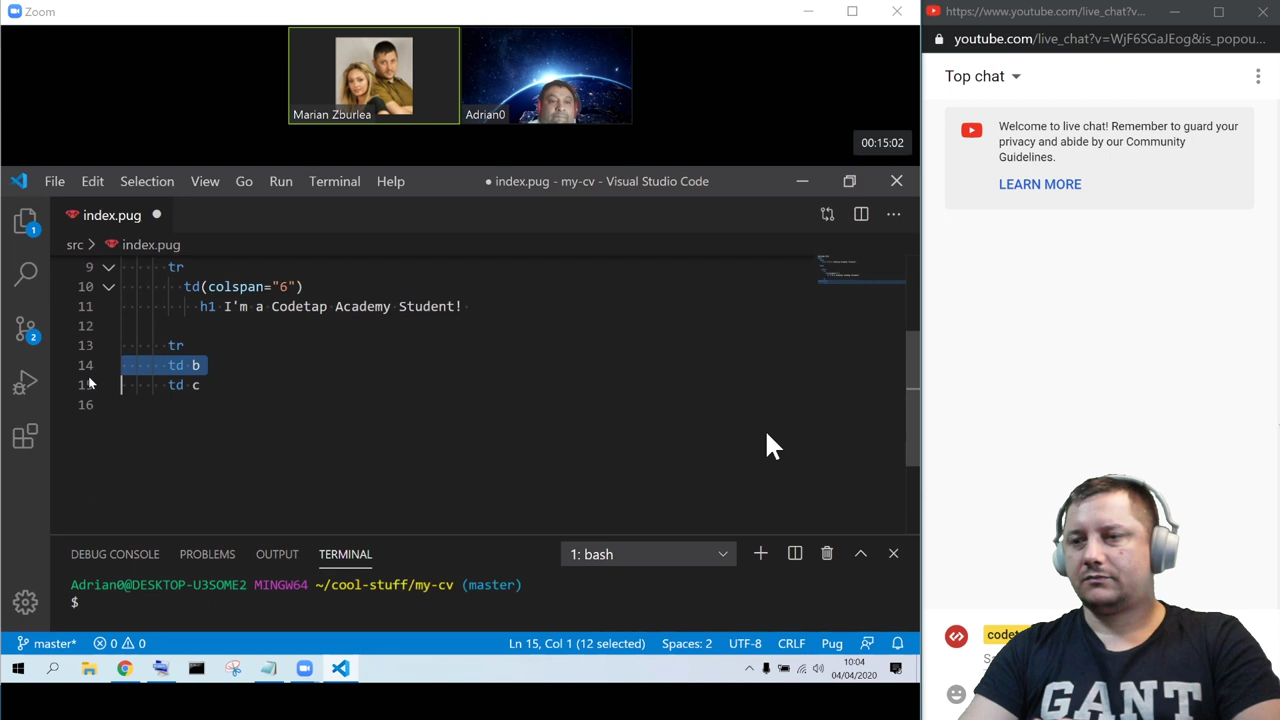 Zoom
https://www.youtube.com/live_chat?v...
youtube.com/live_chat?v=WjF6SGaJEog&is_popou...
Marian Zburlea
Adrian0
00:15:02
Top chat
Welcome to live chat! Remember to guard your
privacy and abide by our Community
Guidelines.
LEARN MORE
File Edit Selection View Go Run Terminal Help
● index.pug - my-cv - Visual Studio Code
index.pug
src > index.pug
9 tr
10 td(colspan="6")
11 h1 I'm a Codetap Academy Student!
12
13 tr
14 td b
15 td c
16
1
2
DEBUG CONSOLE PROBLEMS OUTPUT TERMINAL
1: bash
Adrian0@DESKTOP-U3SOME2 MINGW64 ~/cool-stuff/my-cv (master)
$
master* 0 0
Ln 15, Col 1 (12 selected) Spaces: 2 UTF-8 CRLF Pug
10:04
04/04/2020
GANT